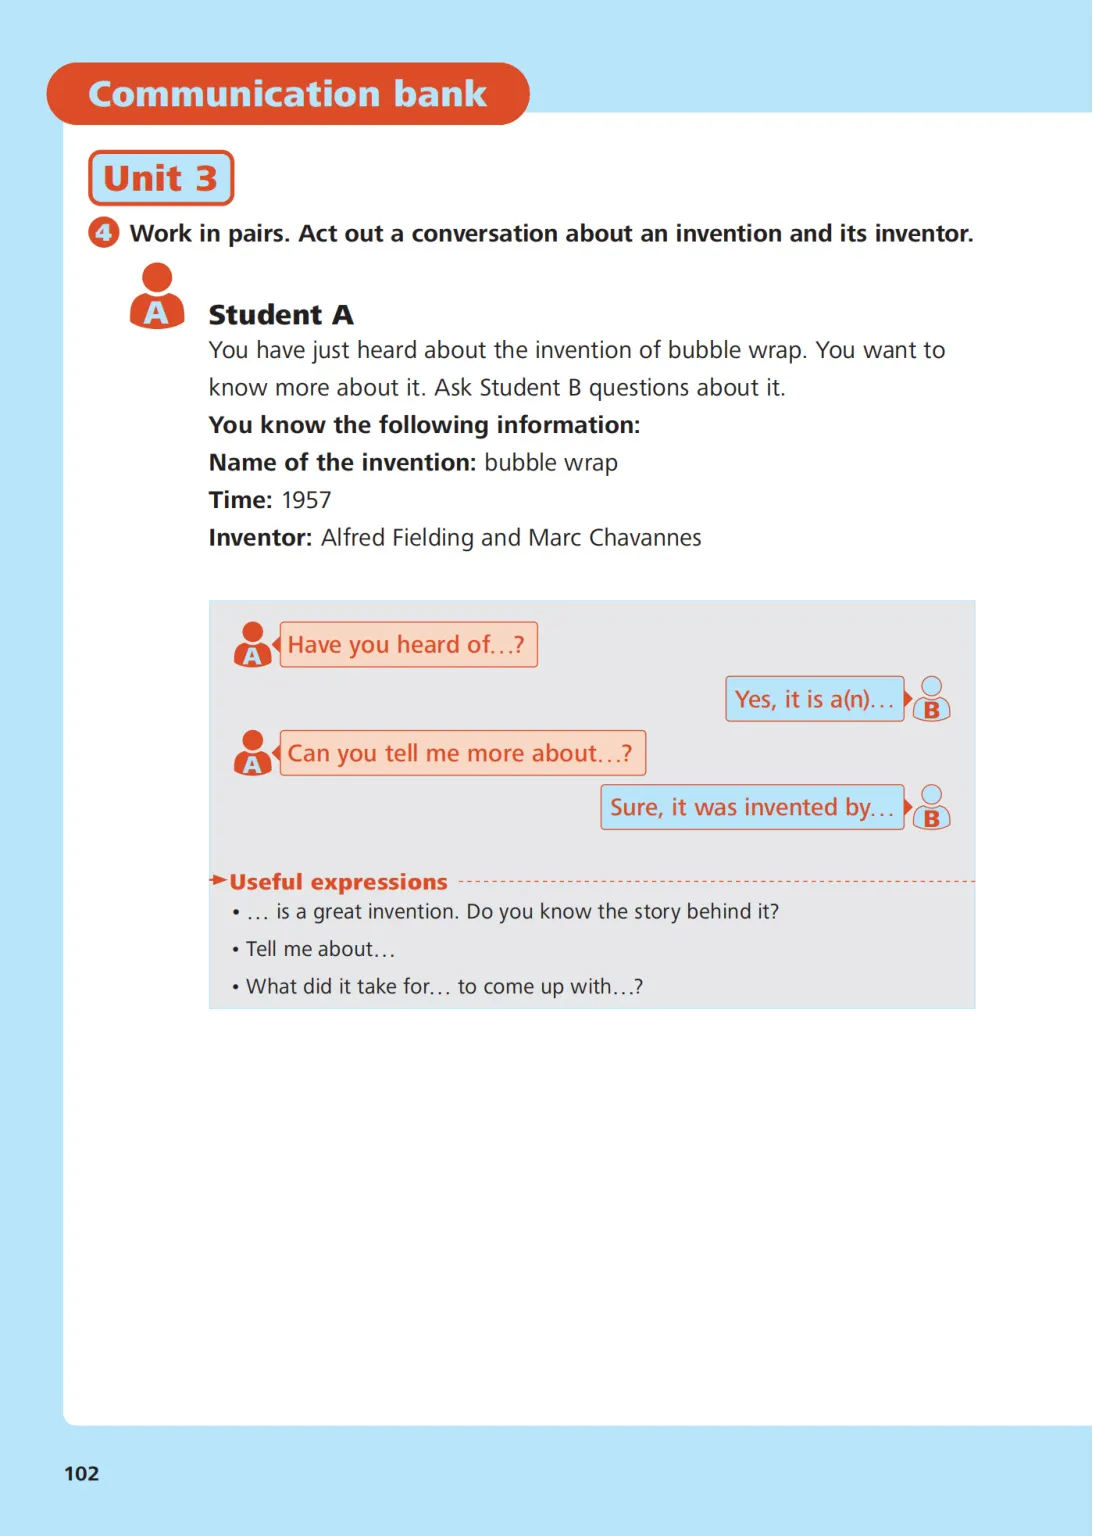 Communication bank
Unit 3
4 Work in pairs. Act out a conversation about an invention and its inventor.
A
Student A
You have just heard about the invention of bubble wrap. You want to
know more about it. Ask Student B questions about it.
You know the following information:
Name of the invention: bubble wrap
Time: 1957
Inventor: Alfred Fielding and Marc Chavannes
A Have you heard of…?
Yes, it is a(n)… B
A Can you tell me more about…?
Sure, it was invented by… B
Useful expressions
• … is a great invention. Do you know the story behind it?
• Tell me about…
• What did it take for… to come up with…?
102